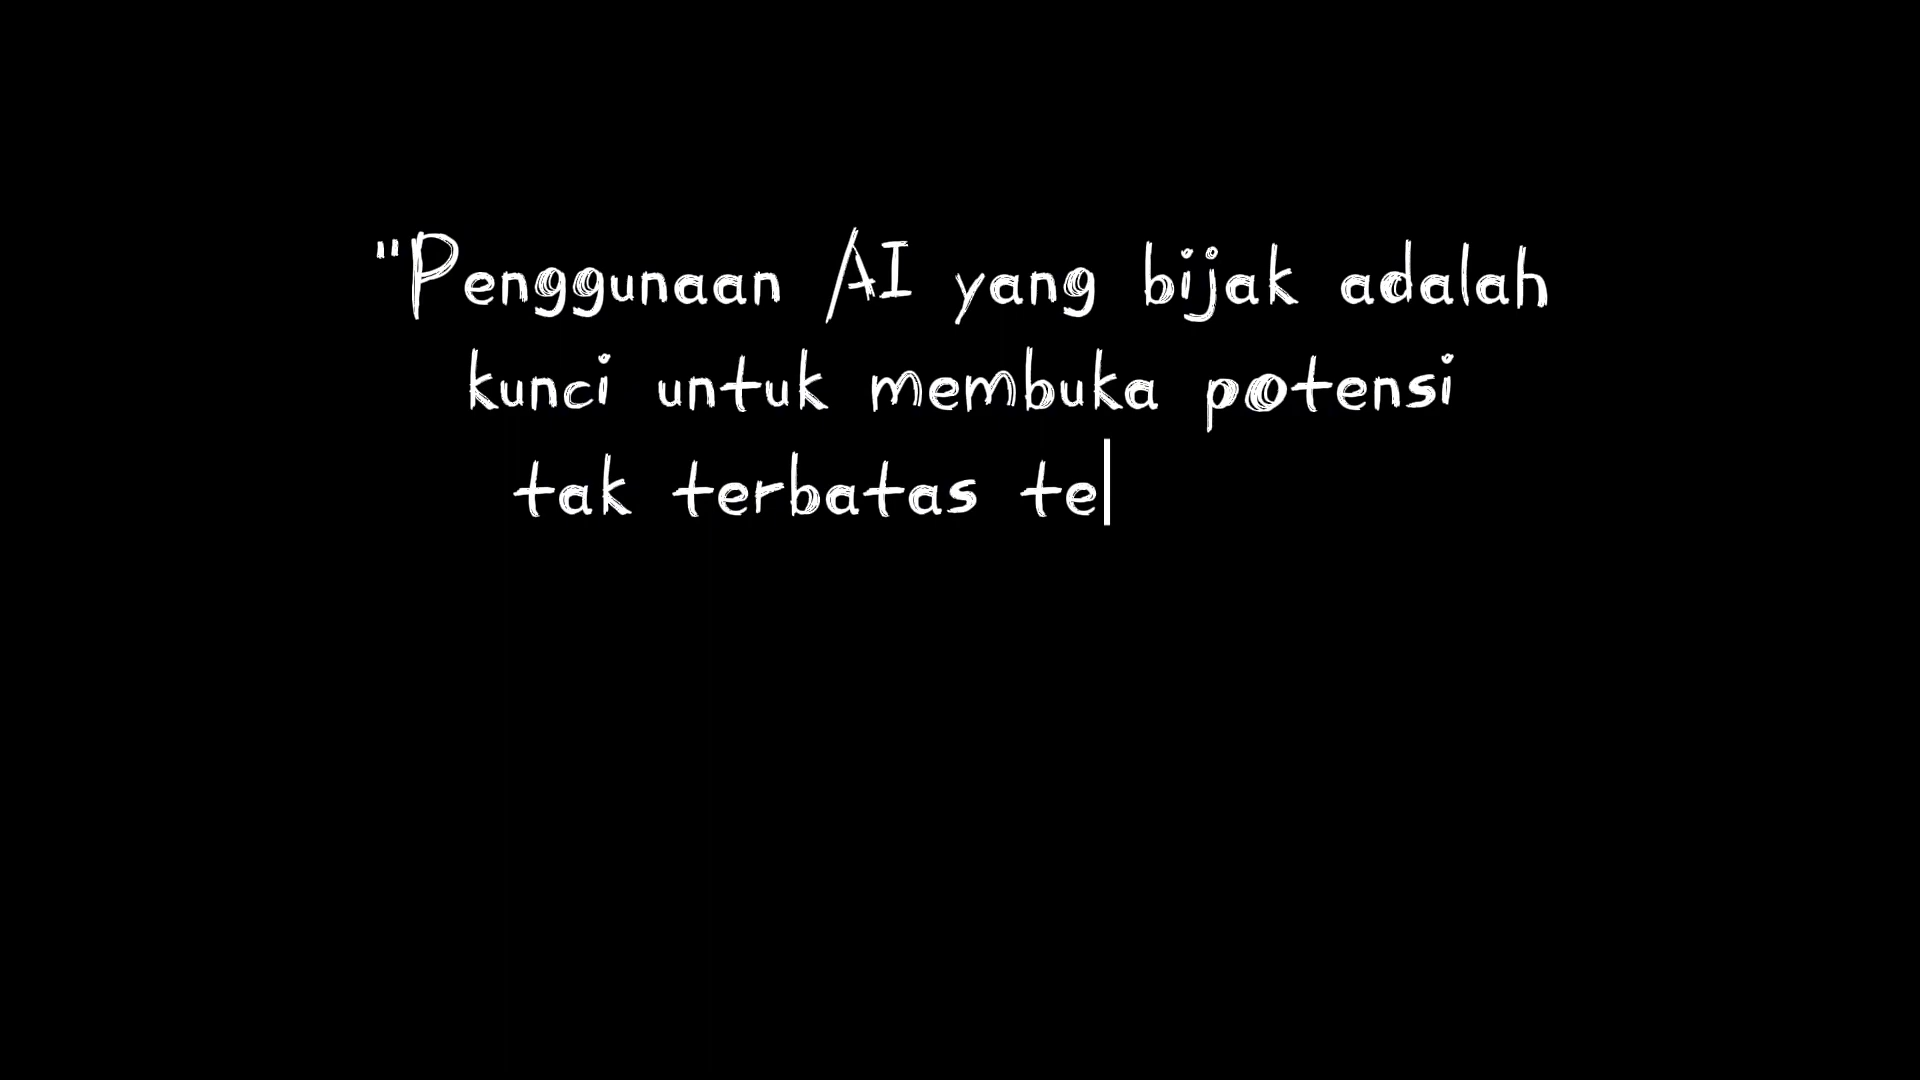 "Penggunaan AI yang bijak adalah
kunci untuk membuka potensi
tak terbatas te